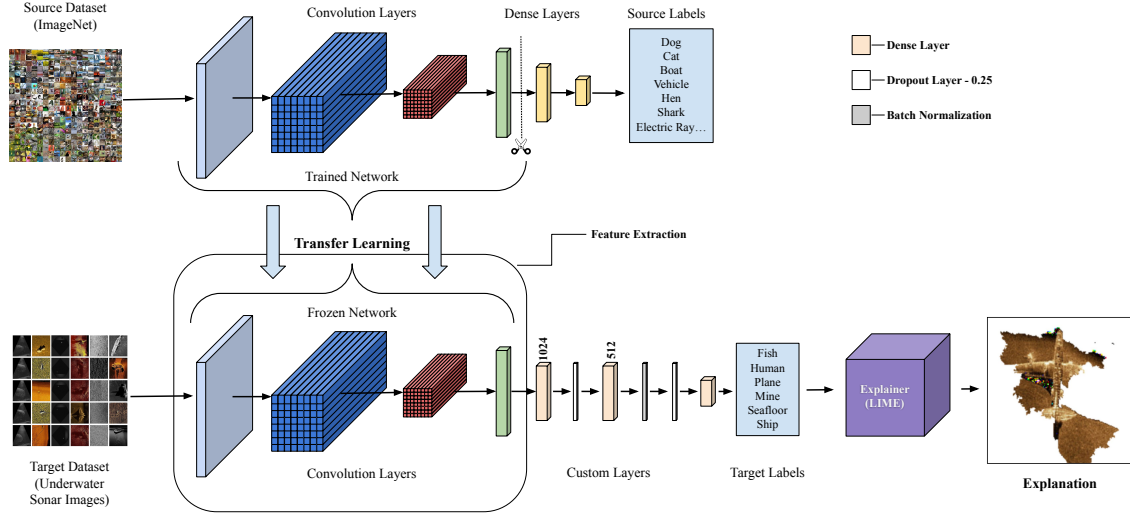 Source Dataset
(ImageNet)
Convolution Layers
Dense Layers
Source Labels
Dog
Cat
Boat
Vehicle
Hen
Shark
Electric Ray...
Dense Layer
Dropout Layer - 0.25
Batch Normalization
Trained Network
Transfer Learning
Feature Extraction
Frozen Network
1024
512
Fish
Human
Plane
Mine
Seafloor
Ship
Explainer
(LIME)
Target Dataset
(Underwater
Sonar Images)
Convolution Layers
Custom Layers
Target Labels
Explanation